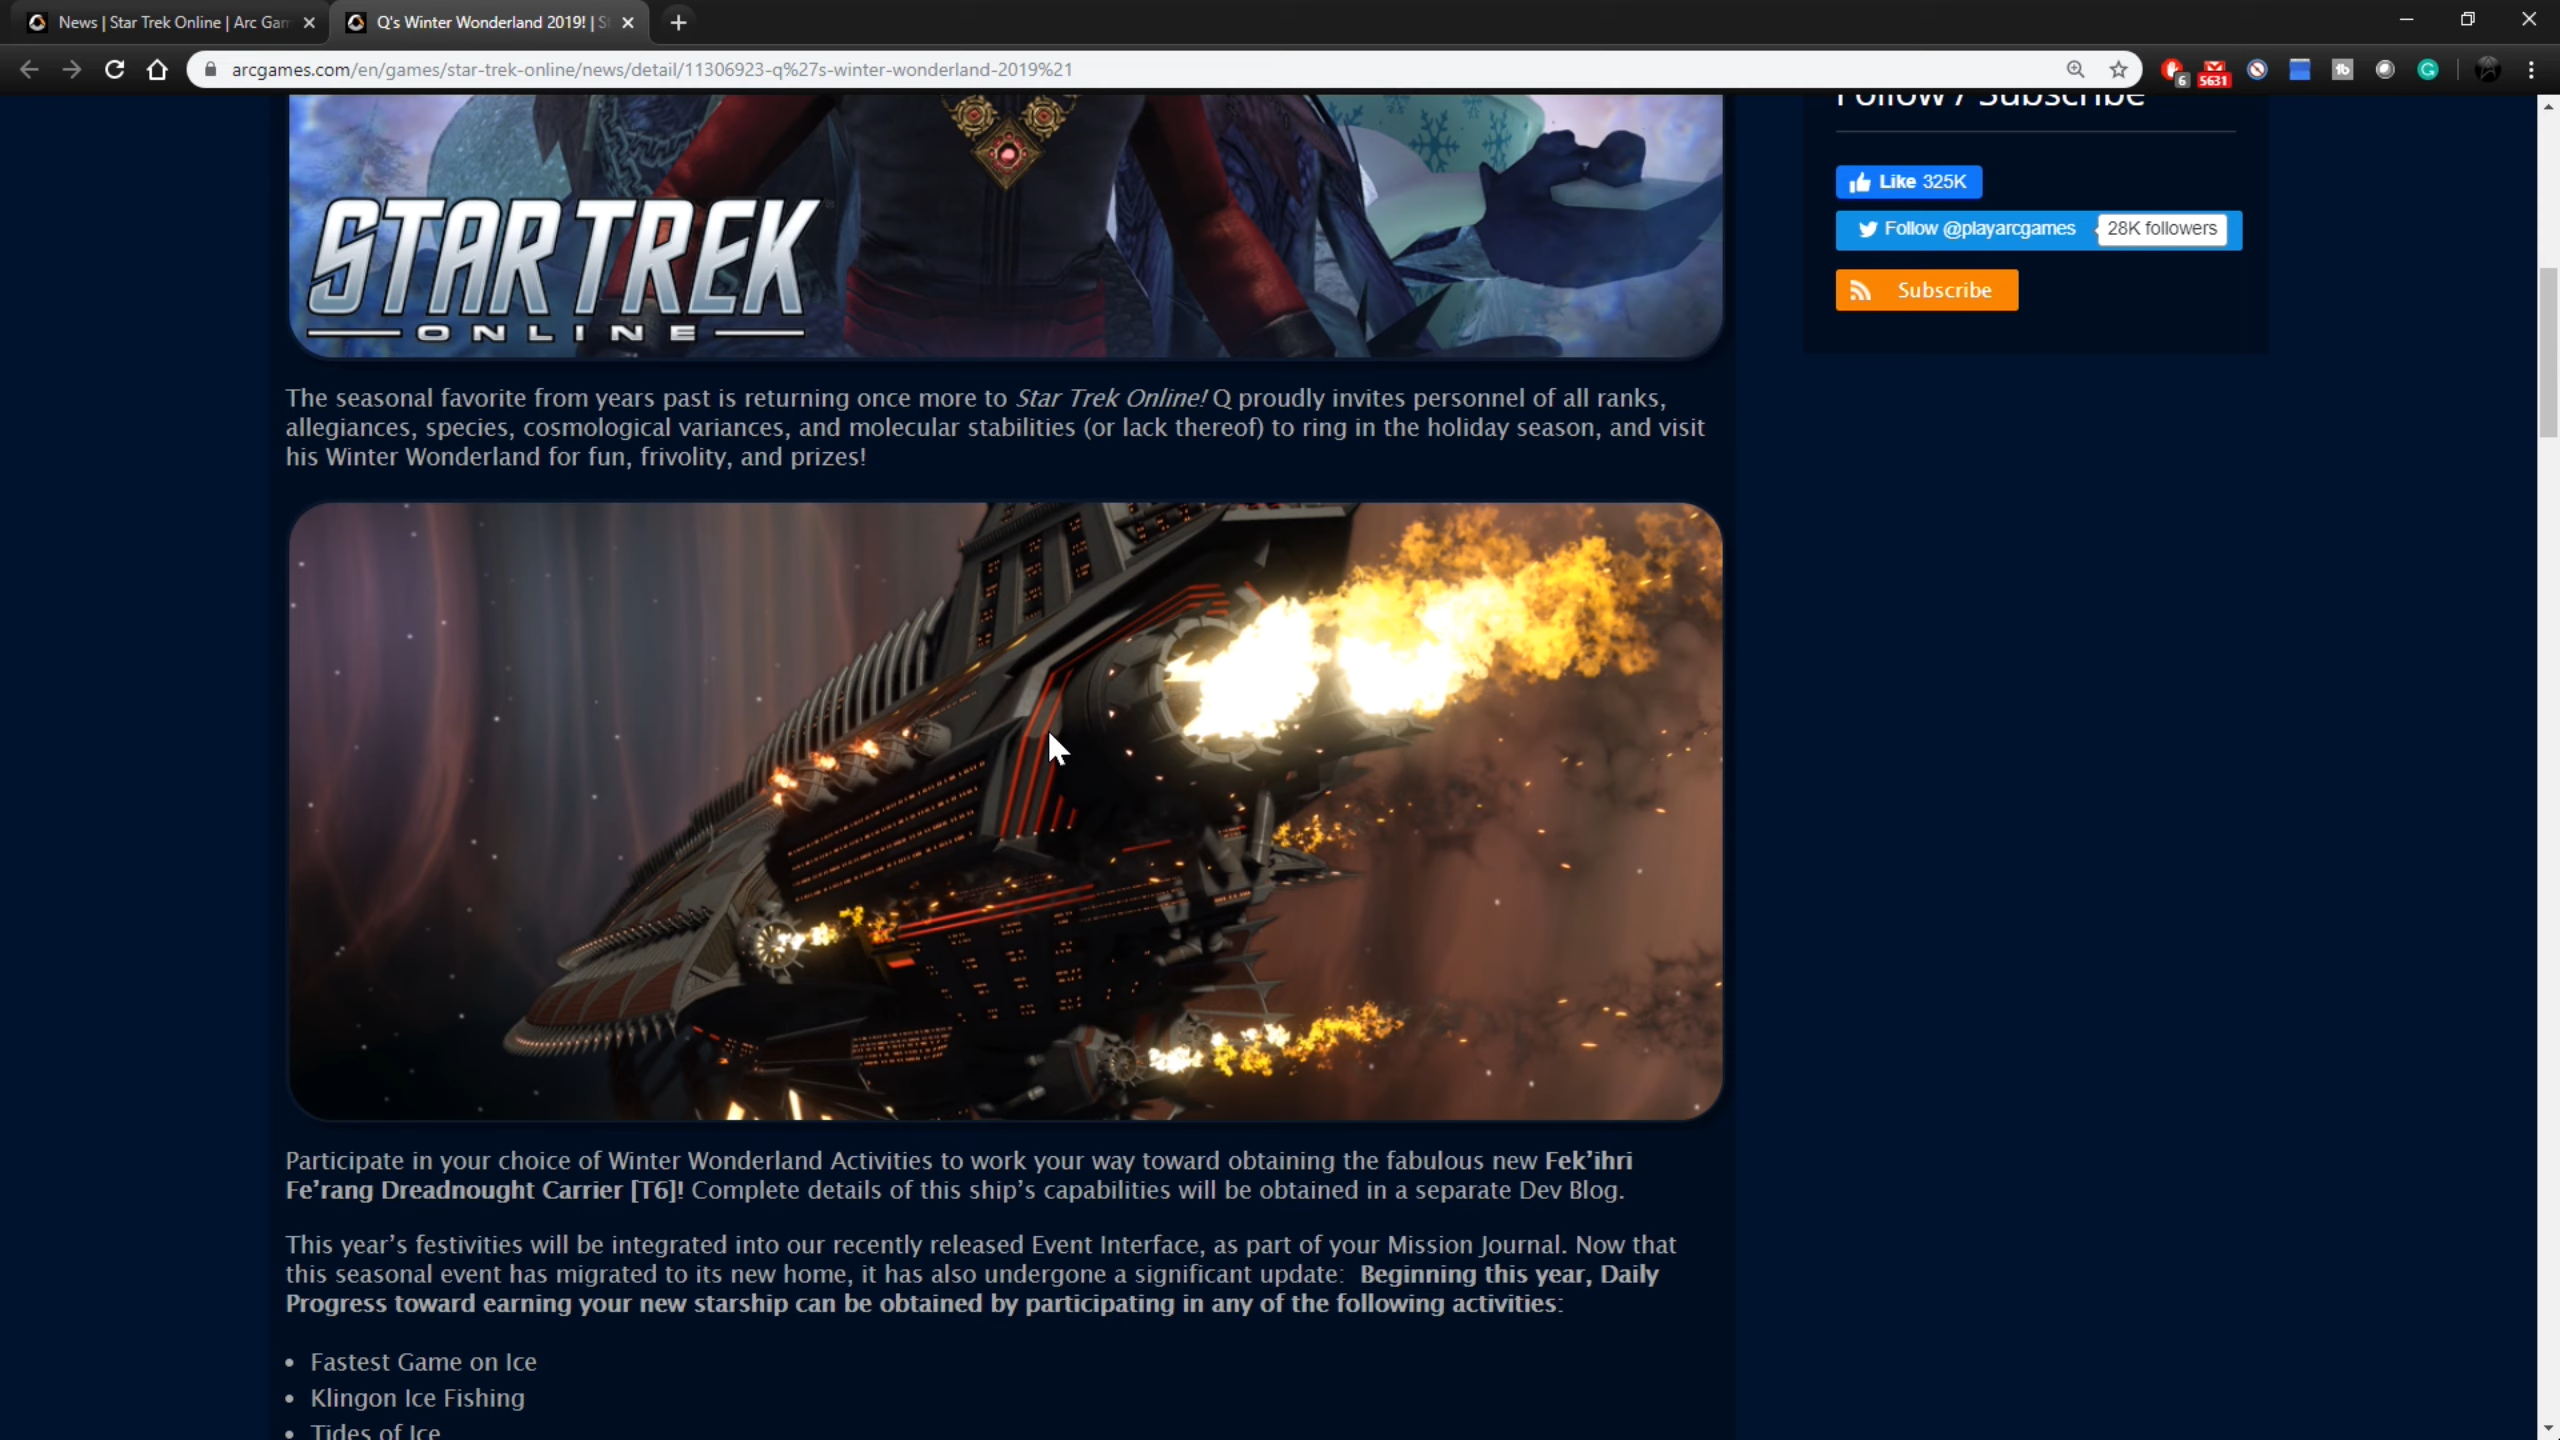 News | Star Trek Online | Arc Gam
Q's Winter Wonderland 2019! | S
arcgames.com/en/games/star-trek-online/news/detail/11306923-q%27s-winter-wonderland-2019%21
6
5631
Follow / Subscribe
Like 325K
Follow @playarcgames
28K followers
Subscribe
STAR TREK
ONLINE
The seasonal favorite from years past is returning once more to Star Trek Online! Q proudly invites personnel of all ranks,
allegiances, species, cosmological variances, and molecular stabilities (or lack thereof) to ring in the holiday season, and visit
his Winter Wonderland for fun, frivolity, and prizes!
Participate in your choice of Winter Wonderland Activities to work your way toward obtaining the fabulous new Fek’ihri
Fe’rang Dreadnought Carrier [T6]! Complete details of this ship’s capabilities will be obtained in a separate Dev Blog.
This year’s festivities will be integrated into our recently released Event Interface, as part of your Mission Journal. Now that
this seasonal event has migrated to its new home, it has also undergone a significant update: Beginning this year, Daily
Progress toward earning your new starship can be obtained by participating in any of the following activities:
• Fastest Game on Ice
• Klingon Ice Fishing
• Tides of Ice